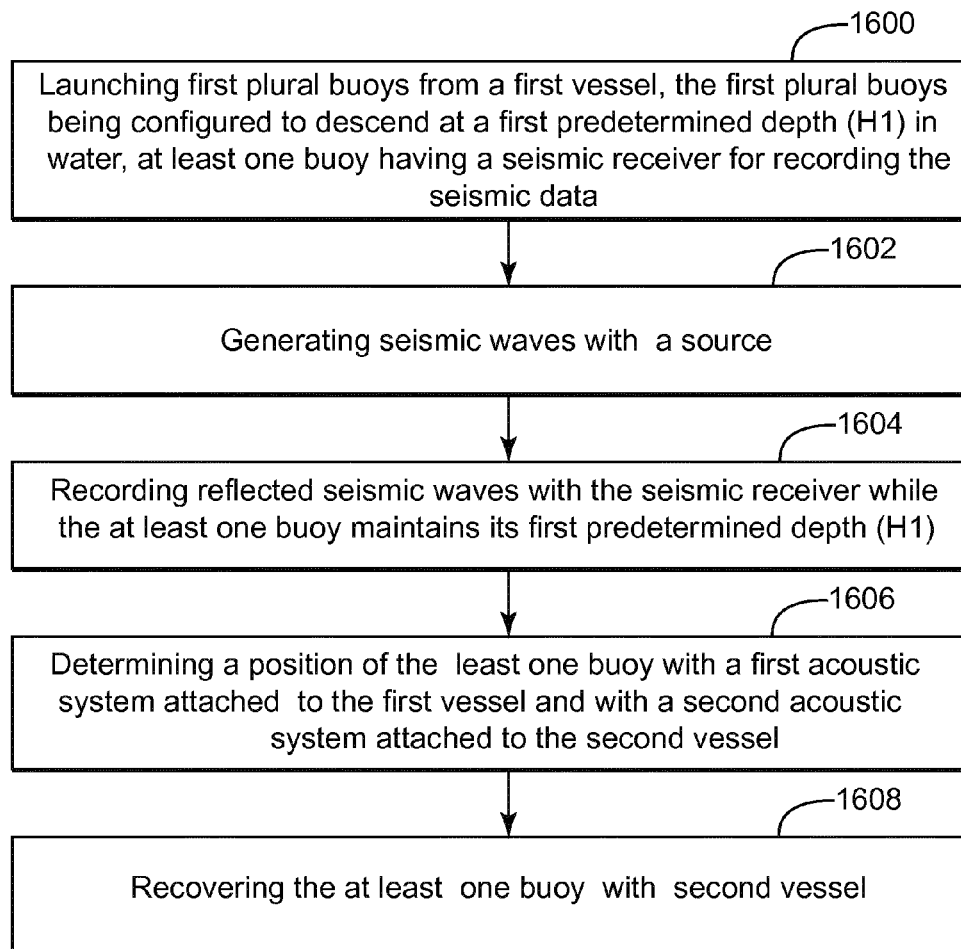 1600
Launching first plural buoys from a first vessel, the first plural buoys
being configured to descend at a first predetermined depth (H1) in
water, at least one buoy having a seismic receiver for recording the
seismic data
1602
Generating seismic waves with a source
1604
Recording reflected seismic waves with the seismic receiver while
the at least one buoy maintains its first predetermined depth (H1)
1606
Determining a position of the least one buoy with a first acoustic
system attached to the first vessel and with a second acoustic
system attached to the second vessel
1608
Recovering the at least one buoy with second vessel